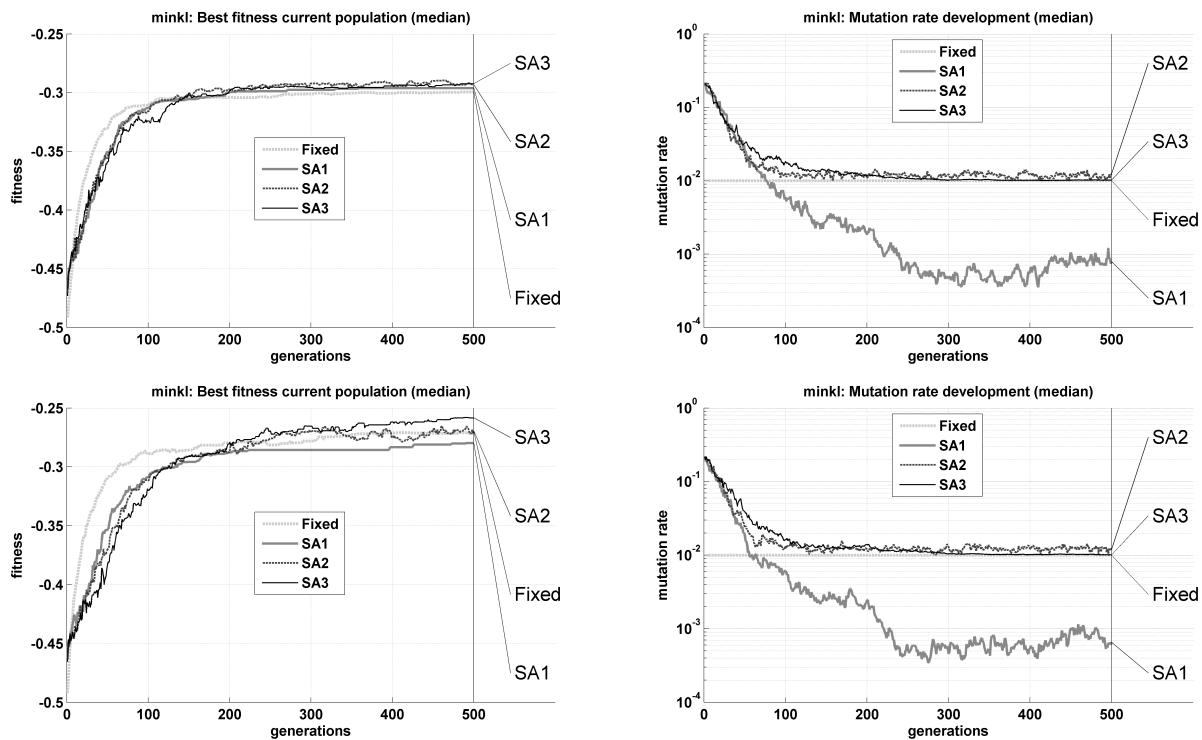 minkl: Best fitness current population (median)
-0.25
-0.3
-0.35
-0.4
-0.45
-0.5
fitness
0 100 200 300 400 500
generations
Fixed
SA1
SA2
SA3
SA3
SA2
SA1
Fixed
minkl: Mutation rate development (median)
10^0
10^-1
10^-2
10^-3
10^-4
mutation rate
0 100 200 300 400 500
generations
Fixed
SA1
SA2
SA3
SA2
SA3
Fixed
SA1
minkl: Best fitness current population (median)
-0.25
-0.3
-0.35
-0.4
-0.45
-0.5
fitness
0 100 200 300 400 500
generations
Fixed
SA1
SA2
SA3
SA3
SA2
Fixed
SA1
minkl: Mutation rate development (median)
10^0
10^-1
10^-2
10^-3
10^-4
mutation rate
0 100 200 300 400 500
generations
Fixed
SA1
SA2
SA3
SA2
SA3
Fixed
SA1